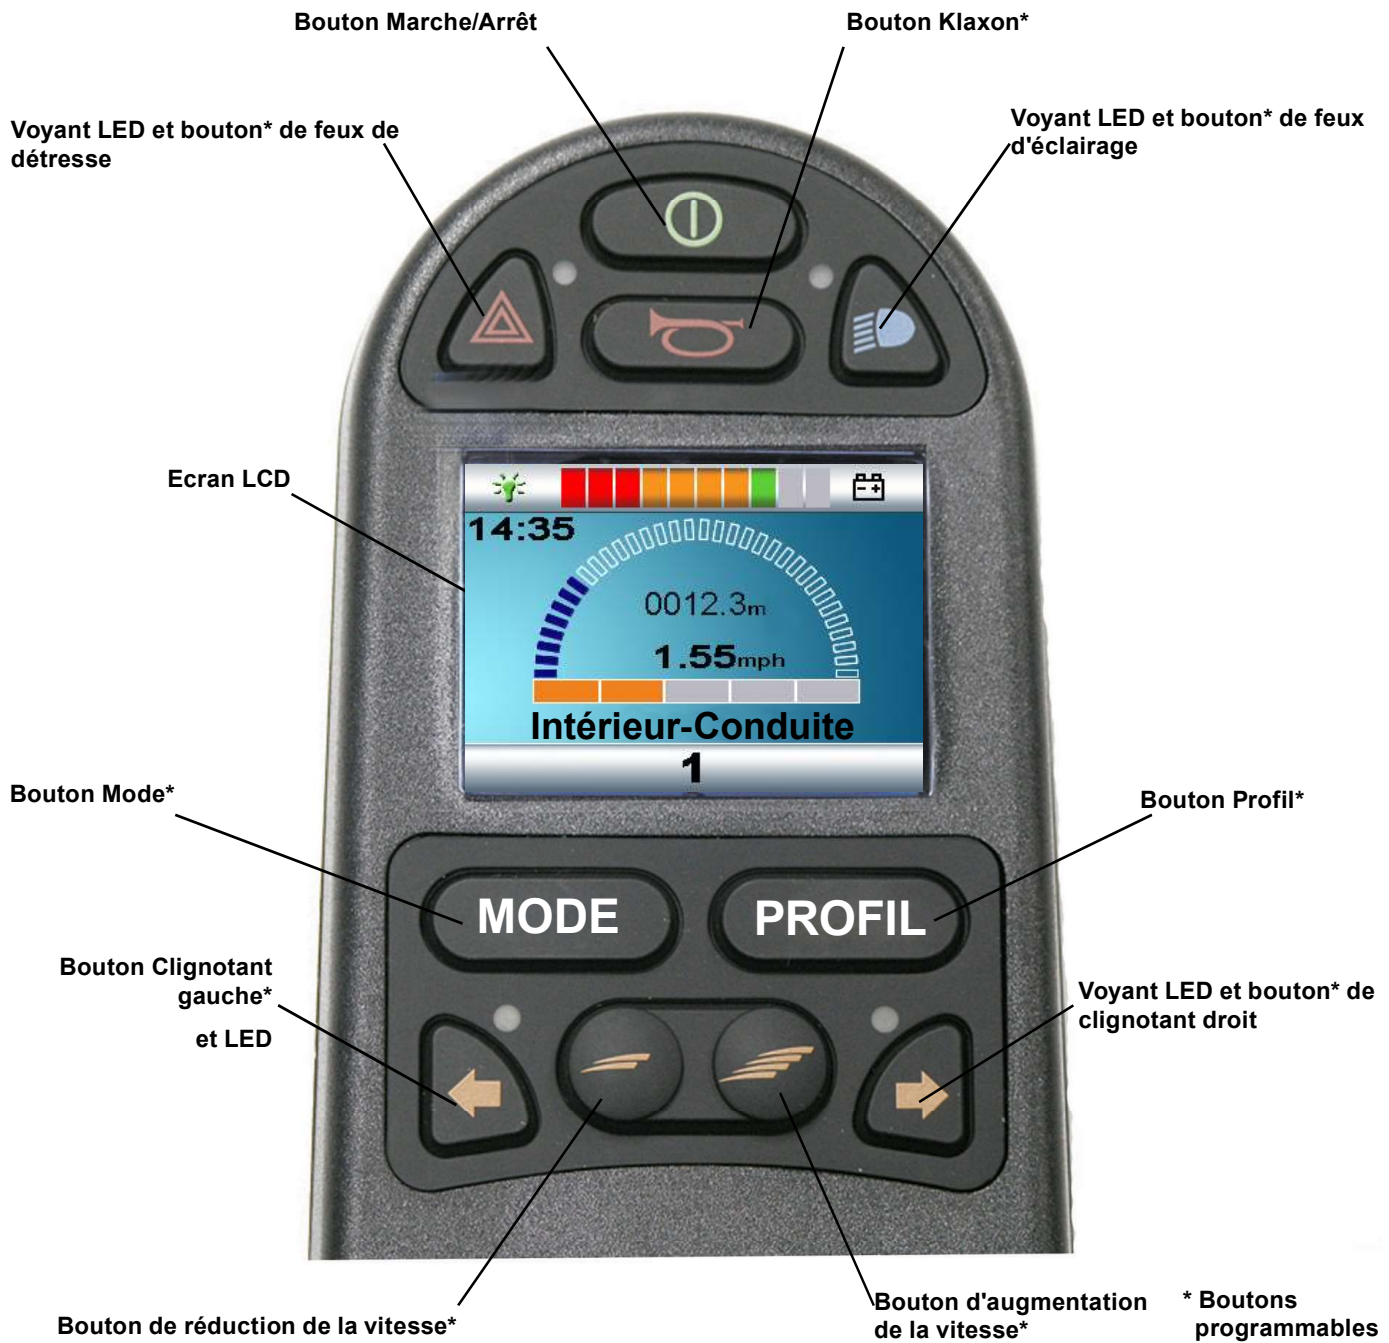 Bouton Marche/Arrêt
Bouton Klaxon*
Voyant LED et bouton* de feux de
détresse
Voyant LED et bouton* de feux
d'éclairage
Ecran LCD
14:35
0012.3m
1.55mph
Intérieur-Conduite
1
Bouton Mode*
Bouton Profil*
MODE
PROFIL
Bouton Clignotant
gauche*
et LED
Voyant LED et bouton* de
clignotant droit
Bouton de réduction de la vitesse*
Bouton d'augmentation
de la vitesse*
* Boutons
programmables